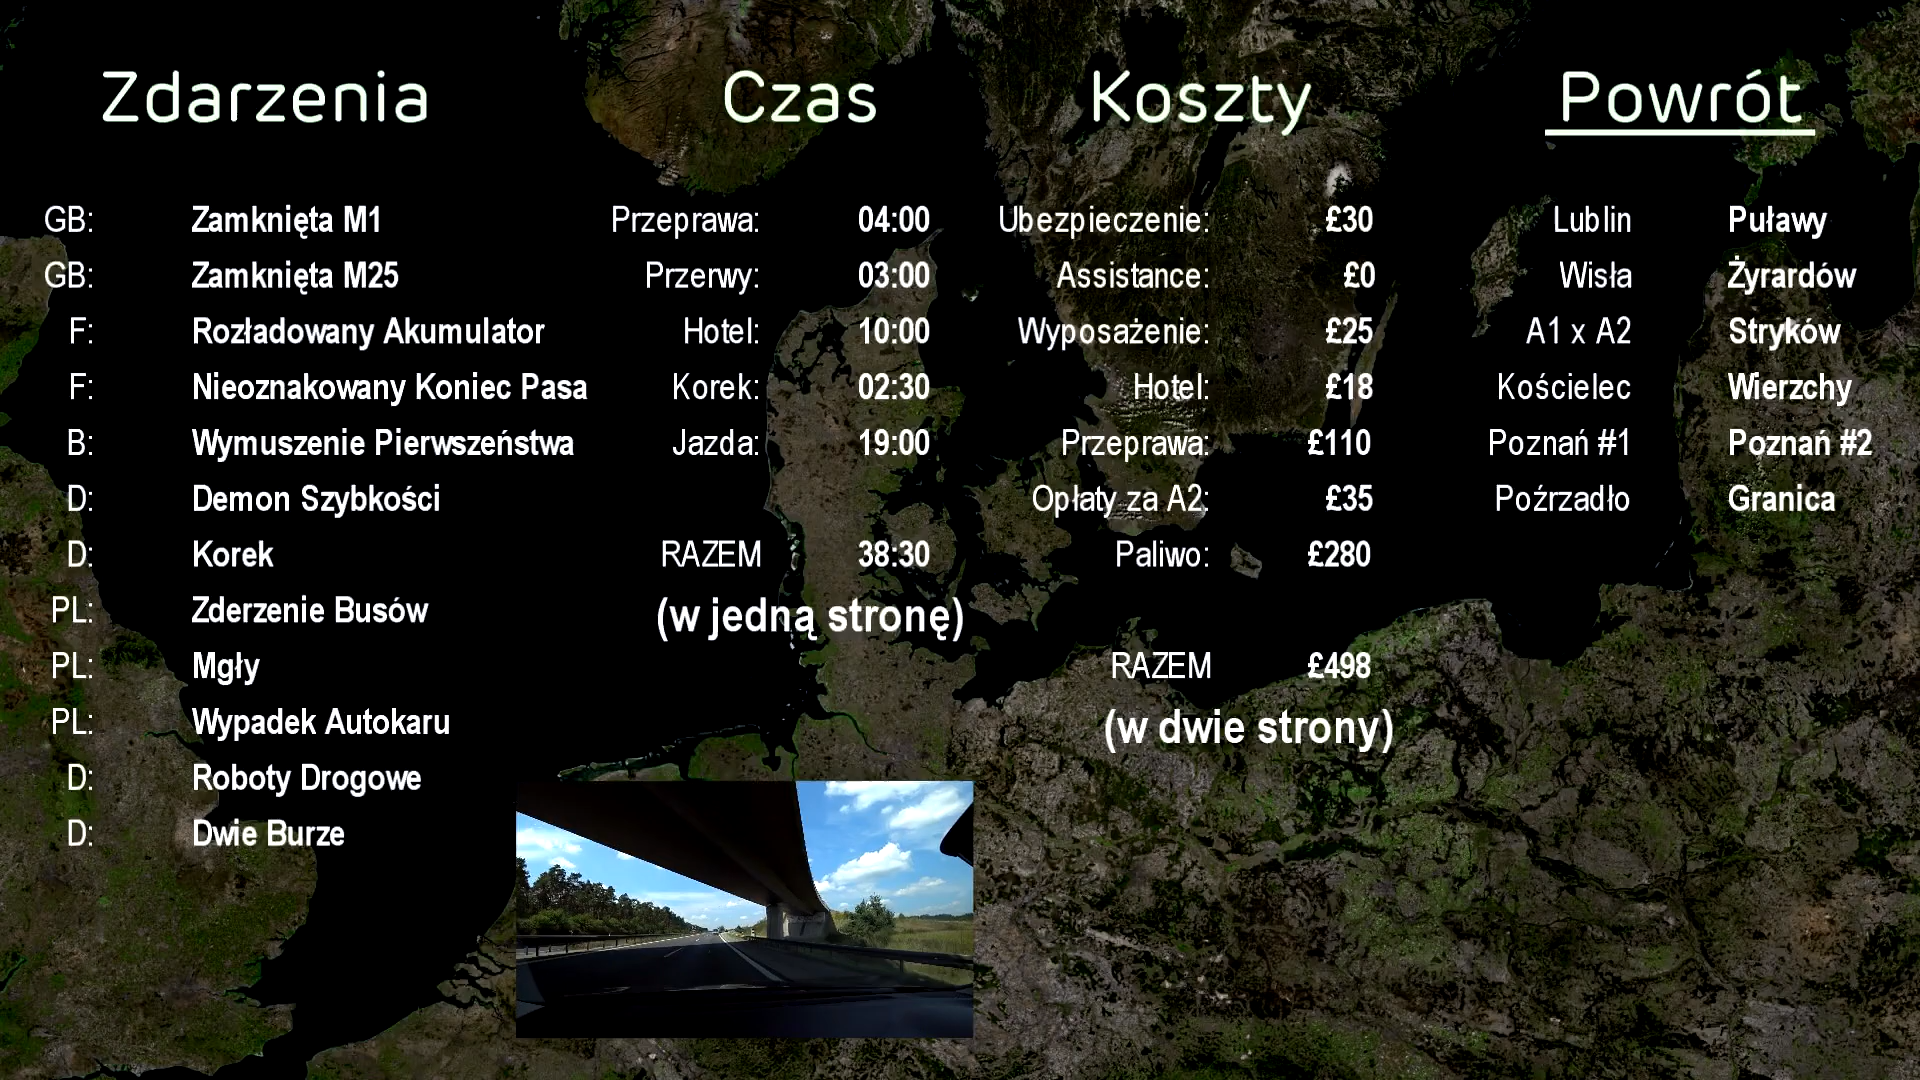 Zdarzenia
GB: Zamknięta M1
GB: Zamknięta M25
F: Rozładowany Akumulator
F: Nieoznakowany Koniec Pasa
B: Wymuszenie Pierwszeństwa
D: Demon Szybkości
D: Korek
PL: Zderzenie Busów
PL: Mgły
PL: Wypadek Autokaru
D: Roboty Drogowe
D: Dwie Burze
Czas
Przeprawa: 04:00
Przerwy: 03:00
Hotel: 10:00
Korek: 02:30
Jazda: 19:00
RAZEM 38:30
(w jedną stronę)
Koszty
Ubezpieczenie: £30
Assistance: £0
Wyposażenie: £25
Hotel: £18
Przeprawa: £110
Opłaty za A2: £35
Paliwo: £280
RAZEM £498
(w dwie strony)
Powrót
Lublin Puławy
Wisła Żyrardów
A1 x A2 Stryków
Kościelec Wierzchy
Poznań #1 Poznań #2
Poźrzadło Granica